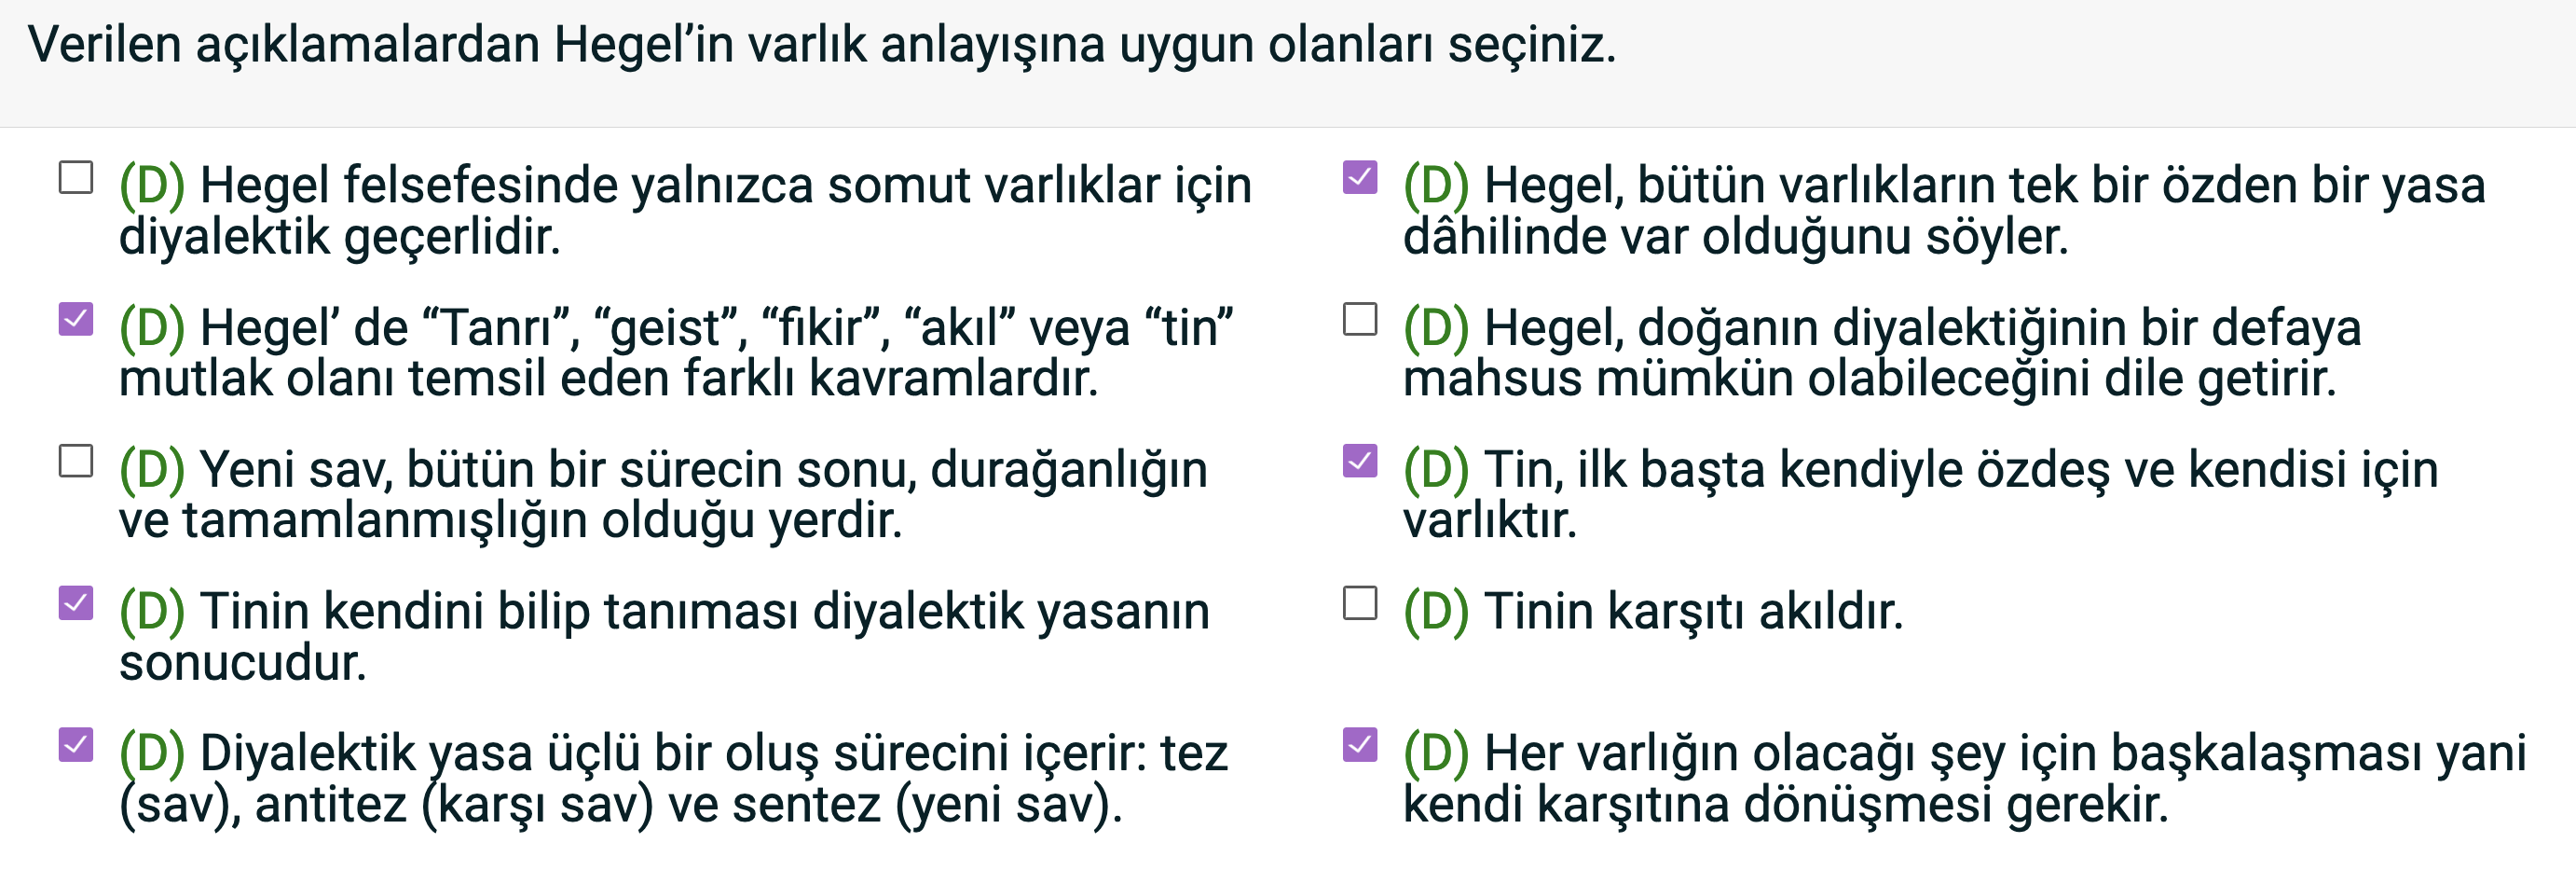 Verilen açıklamalardan Hegel’in varlık anlayışına uygun olanları seçiniz.
(D) Hegel felsefesinde yalnızca somut varlıklar için
diyalektik geçerlidir.
(D) Hegel, bütün varlıkların tek bir özden bir yasa
dâhilinde var olduğunu söyler.
(D) Hegel’ de “Tanrı”, “geist”, “fikir”, “akıl” veya “tin”
mutlak olanı temsil eden farklı kavramlardır.
(D) Hegel, doğanın diyalektiğinin bir defaya
mahsus mümkün olabileceğini dile getirir.
(D) Yeni sav, bütün bir sürecin sonu, durağanlığın
ve tamamlanmışlığın olduğu yerdir.
(D) Tin, ilk başta kendiyle özdeş ve kendisi için
varlıktır.
(D) Tinin kendini bilip tanıması diyalektik yasanın
sonucudur.
(D) Tinin karşıtı akıldır.
(D) Diyalektik yasa üçlü bir oluş sürecini içerir: tez
(sav), antitez (karşı sav) ve sentez (yeni sav).
(D) Her varlığın olacağı şey için başkalaşması yani
kendi karşıtına dönüşmesi gerekir.